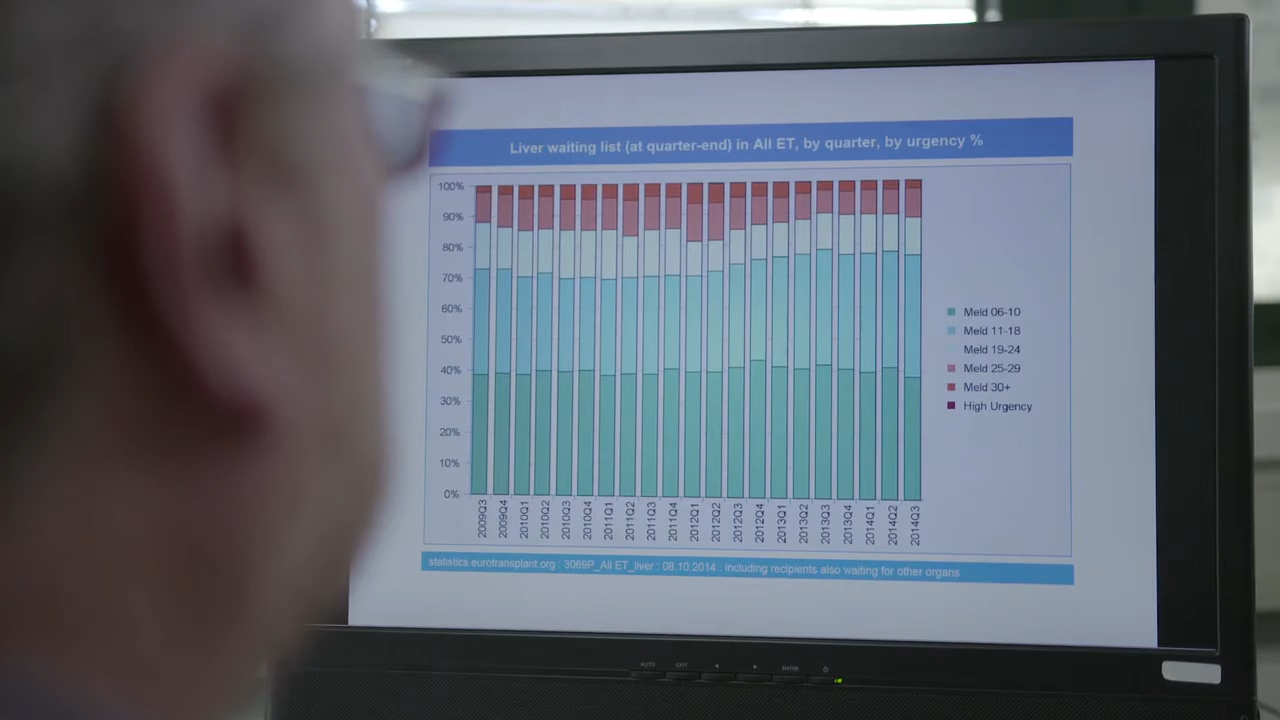 Liver waiting list (at quarter-end) in All ET, by quarter, by urgency %
100%
90%
80%
70%
60%
50%
40%
30%
20%
10%
0%
2009Q3 2009Q4 2010Q1 2010Q2 2010Q3 2010Q4 2011Q1 2011Q2 2011Q3 2011Q4 2012Q1 2012Q2 2012Q3 2012Q4 2013Q1 2013Q2 2013Q3 2013Q4 2014Q1 2014Q2 2014Q3
Meld 06-10
Meld 11-18
Meld 19-24
Meld 25-29
Meld 30+
High Urgency
statistics.eurotransplant.org : 3069P_All ET_liver : 08.10.2014 : including recipients also waiting for other organs
AUTO EXIT ENTER